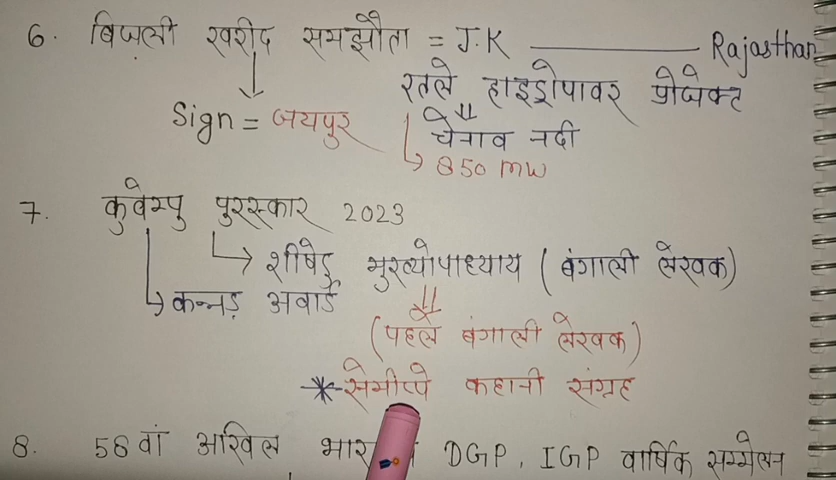 6. बिजली खरीद समझौता = J.K ——— Rajasthan
रतले हाइड्रोपावर प्रोजेक्ट
Sign = जयपुर
चेनाब नदी
850 mw
7. कुवेम्पु पुरस्कार 2023
शीर्षेंदु मुख्योपाध्याय (बंगाली लेखक)
कन्नड़ अवार्ड
(पहले बंगाली लेखक)
* सेमीप्पे कहानी संग्रह
8. 58वां अखिल DGP, IGP वार्षिक सम्मेलन